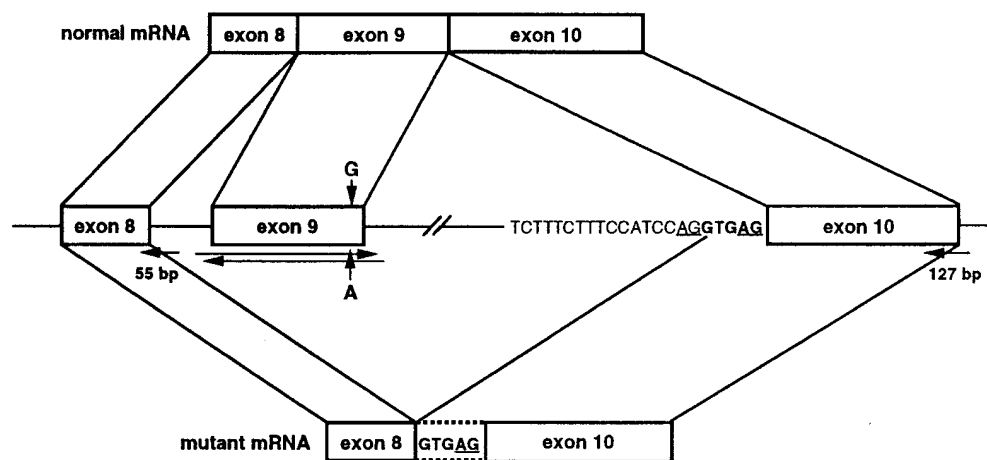 normal mRNA
exon 8
exon 9
exon 10
G
exon 8
exon 9
TCTTTCTTTCCATCCAGGTGAG
exon 10
55 bp
A
127 bp
mutant mRNA
exon 8
GTGAG
exon 10